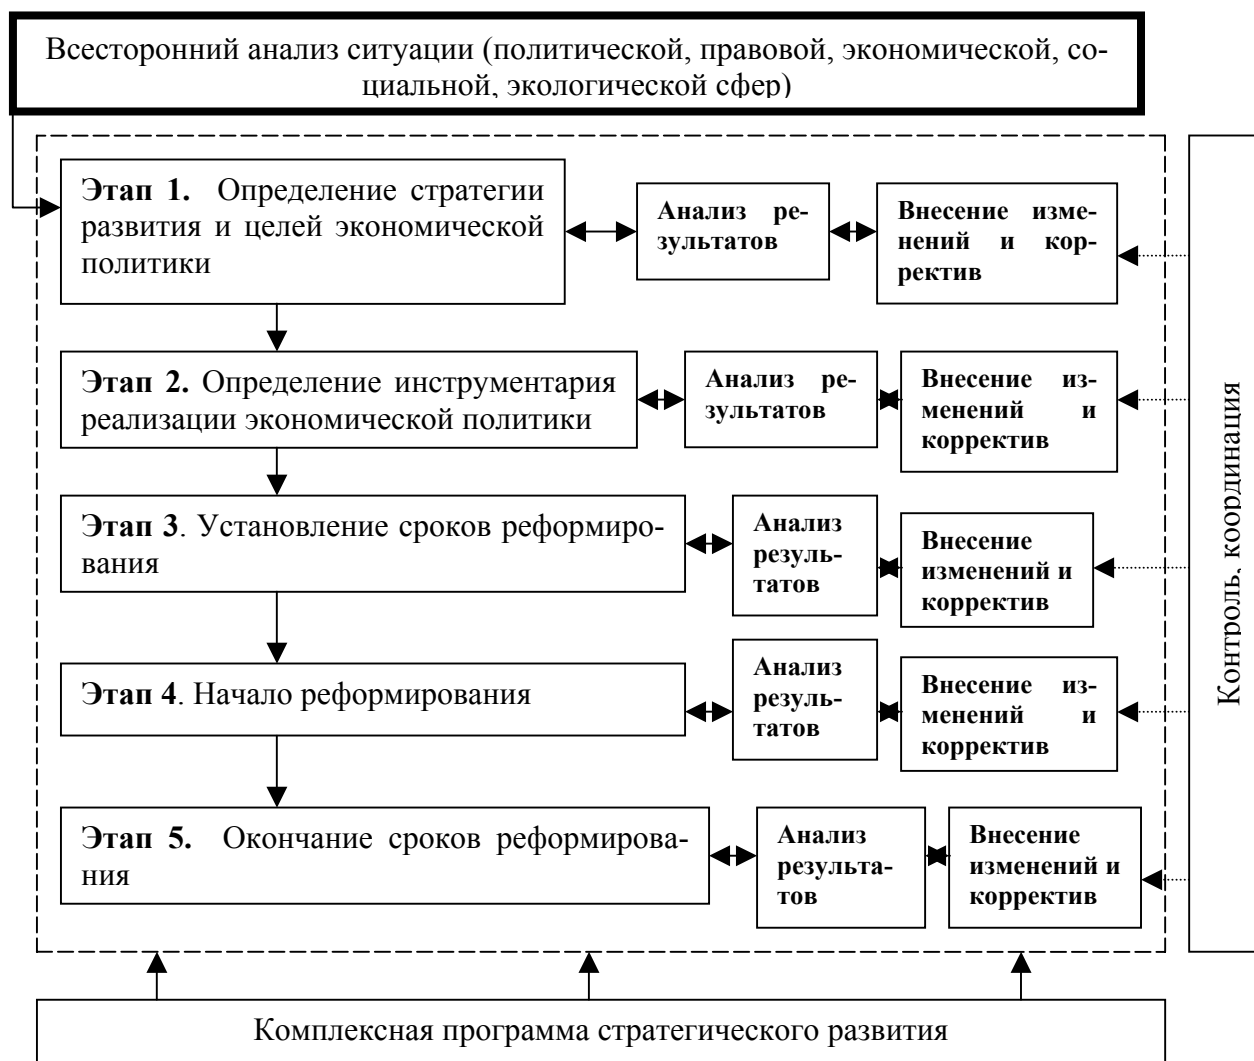 Всесторонний анализ ситуации (политической, правовой, экономической, со-
циальной, экологической сфер)
Этап 1. Определение стратегии
развития и целей экономической
политики
Анализ ре-
зультатов
Внесение изме-
нений и кор-
ректив
Этап 2. Определение инструментария
реализации экономической политики
Анализ ре-
зультатов
Внесение из-
менений и
корректив
Этап 3. Установление сроков реформиро-
вания
Анализ
резуль-
татов
Внесение
изменений и
корректив
Этап 4. Начало реформирования
Анализ
резуль-
татов
Внесение из-
менений и
корректив
Этап 5. Окончание сроков реформирова-
ния
Анализ
результа-
тов
Внесение
изменений и
корректив
Контроль, координация
Комплексная программа стратегического развития